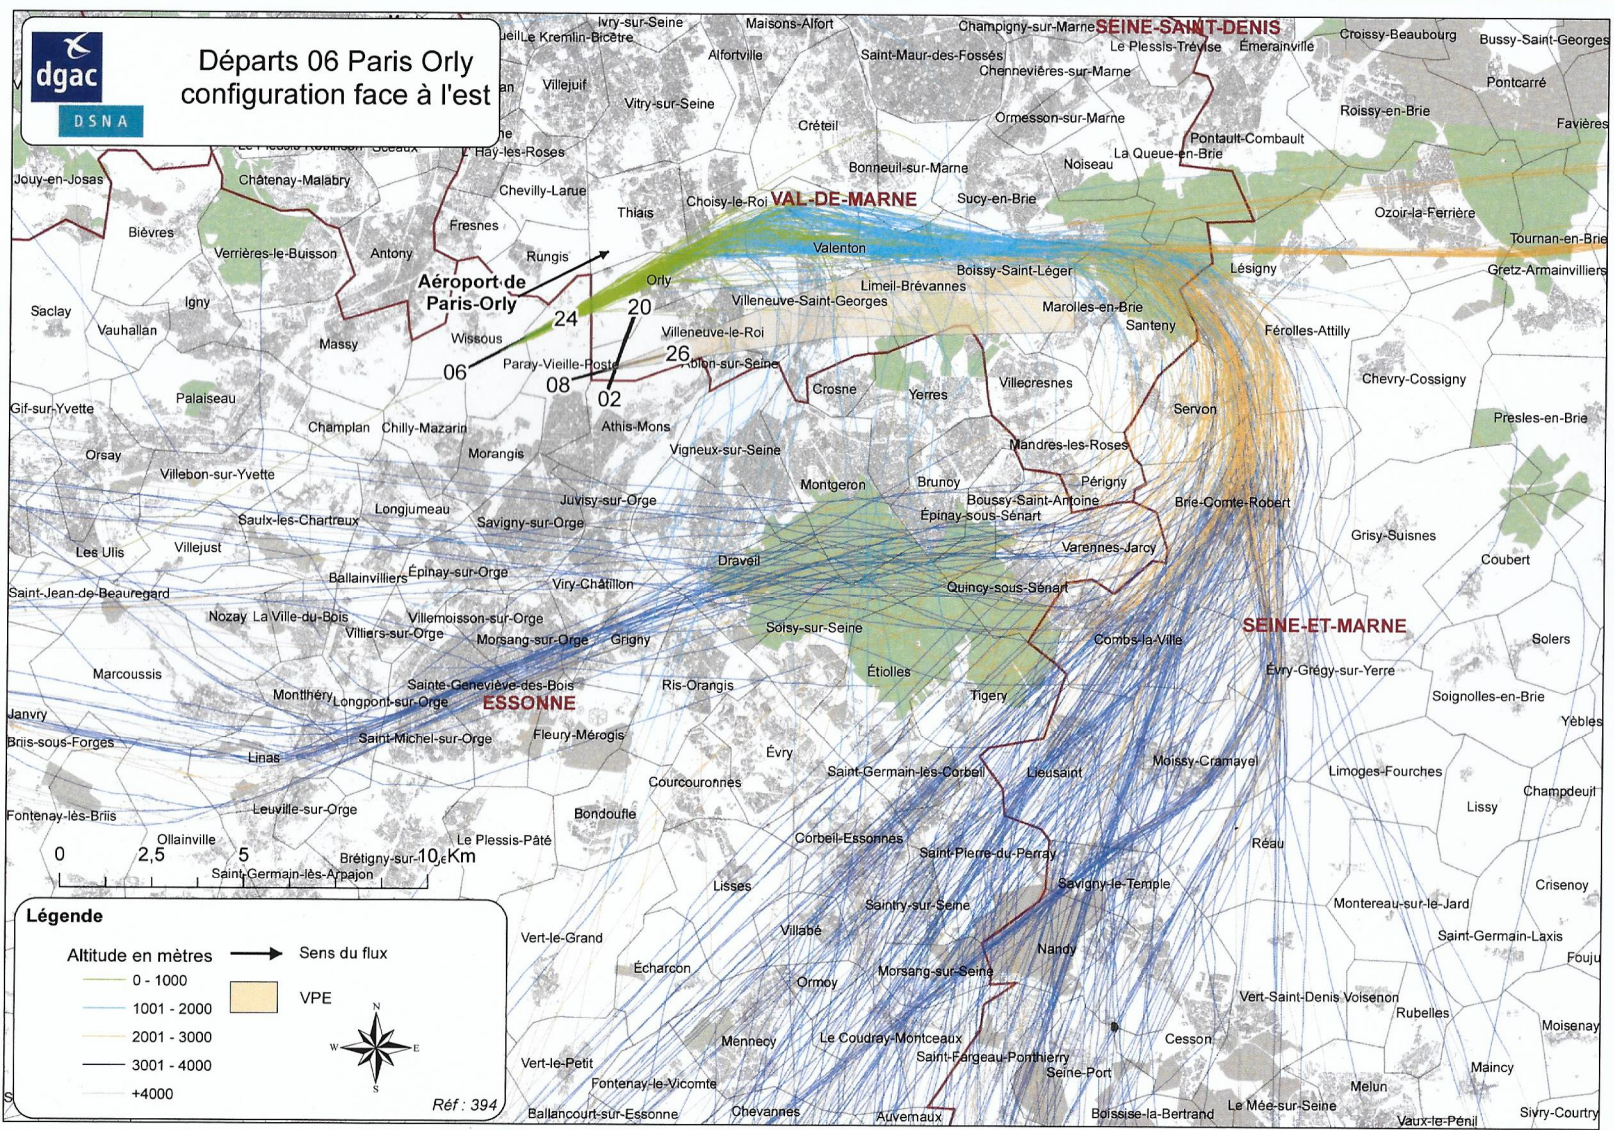 dgac
DSNA
Départs 06 Paris Orly
configuration face à l'est
Ivry-sur-Seine
Le Kremlin-Bicêtre
Maisons-Alfort
Champigny-sur-Marne
SEINE-SAINT-DENIS
Croissy-Beaubourg
Bussy-Saint-Georges
Alfortville
Saint-Maur-des-Fossés
Le Plessis-Trévise
Émerainville
Villejuif
Chennevières-sur-Marne
Pontcarré
Vitry-sur-Seine
Créteil
Ormesson-sur-Marne
Roissy-en-Brie
Favières
Pontault-Combault
L'Haÿ-les-Roses
La Queue-en-Brie
Noiseau
Bonneuil-sur-Marne
Jouy-en-Josas
Châtenay-Malabry
Chevilly-Larue
Choisy-le-Roi
VAL-DE-MARNE
Sucy-en-Brie
Thiais
Ozoir-la-Ferrière
Bièvres
Fresnes
Tournan-en-Brie
Verrières-le-Buisson
Antony
Rungis
Valenton
Aéroport de
Paris-Orly
Orly
Boissy-Saint-Léger
Lésigny
Gretz-Armainvilliers
Limeil-Brévannes
Igny
Villeneuve-Saint-Georges
Marolles-en-Brie
Saclay
20
24
Santeny
Férolles-Attilly
Vauhallan
Massy
Wissous
Villeneuve-le-Roi
26
Paray-Vieille-Poste
Ablon-sur-Seine
06
08
02
Chevry-Cossigny
Villecresnes
Crosne
Yerres
Palaiseau
Gif-sur-Yvette
Servon
Presles-en-Brie
Champlan
Chilly-Mazarin
Athis-Mons
Mandres-les-Roses
Orsay
Morangis
Vigneux-sur-Seine
Villebon-sur-Yvette
Montgeron
Brunoy
Périgny
Boussy-Saint-Antoine
Brie-Comte-Robert
Juvisy-sur-Orge
Longjumeau
Épinay-sous-Sénart
Saulx-les-Chartreux
Savigny-sur-Orge
Grisy-Suisnes
Les Ulis
Villejust
Varennes-Jarcy
Coubert
Draveil
Ballainvilliers
Épinay-sur-Orge
Viry-Châtillon
Quincy-sous-Sénart
Saint-Jean-de-Beauregard
Nozay
La Ville-du-Bois
Villemoisson-sur-Orge
Villiers-sur-Orge
Morsang-sur-Orge
Grigny
Soisy-sur-Seine
Combs-la-Ville
SEINE-ET-MARNE
Solers
Marcoussis
Étiolles
Évry-Grégy-sur-Yerre
Sainte-Geneviève-des-Bois
Ris-Orangis
Tigery
Soignolles-en-Brie
Montlhéry
Longpont-sur-Orge
ESSONNE
Janvry
Yèbles
Briis-sous-Forges
Saint-Michel-sur-Orge
Fleury-Mérogis
Linas
Évry
Saint-Germain-lès-Corbeil
Lieusaint
Moissy-Cramayel
Limoges-Fourches
Courcouronnes
Champdeuil
Lissy
Fontenay-lès-Briis
Leuville-sur-Orge
Bondoufle
Ollainville
Le Plessis-Pâté
Corbeil-Essonnes
Réau
0
2,5
5
10
Km
Brétigny-sur-
Saint-Pierre-du-Perray
Saint-Germain-lès-Arpajon
Lisses
Savigny-le-Temple
Crisenoy
Saintry-sur-Seine
Montereau-sur-le-Jard
Villabé
Vert-le-Grand
Saint-Germain-Laxis
Nandy
Fouju
Écharcon
Morsang-sur-Seine
Ormoy
Vert-Saint-Denis
Voisenon
Rubelles
Moisenay
Mennecy
Le Coudray-Montceaux
Cesson
Saint-Fargeau-Ponthierry
Vert-le-Petit
Seine-Port
Maincy
Fontenay-le-Vicomte
Melun
Ballancourt-sur-Essonne
Chevannes
Auvernaux
Boissise-la-Bertrand
Le Mée-sur-Seine
Vaux-le-Pénil
Sivry-Courtry
Légende
Altitude en mètres
0 - 1000
1001 - 2000
2001 - 3000
3001 - 4000
+4000
Sens du flux
VPE
N
W
E
S
Réf : 394